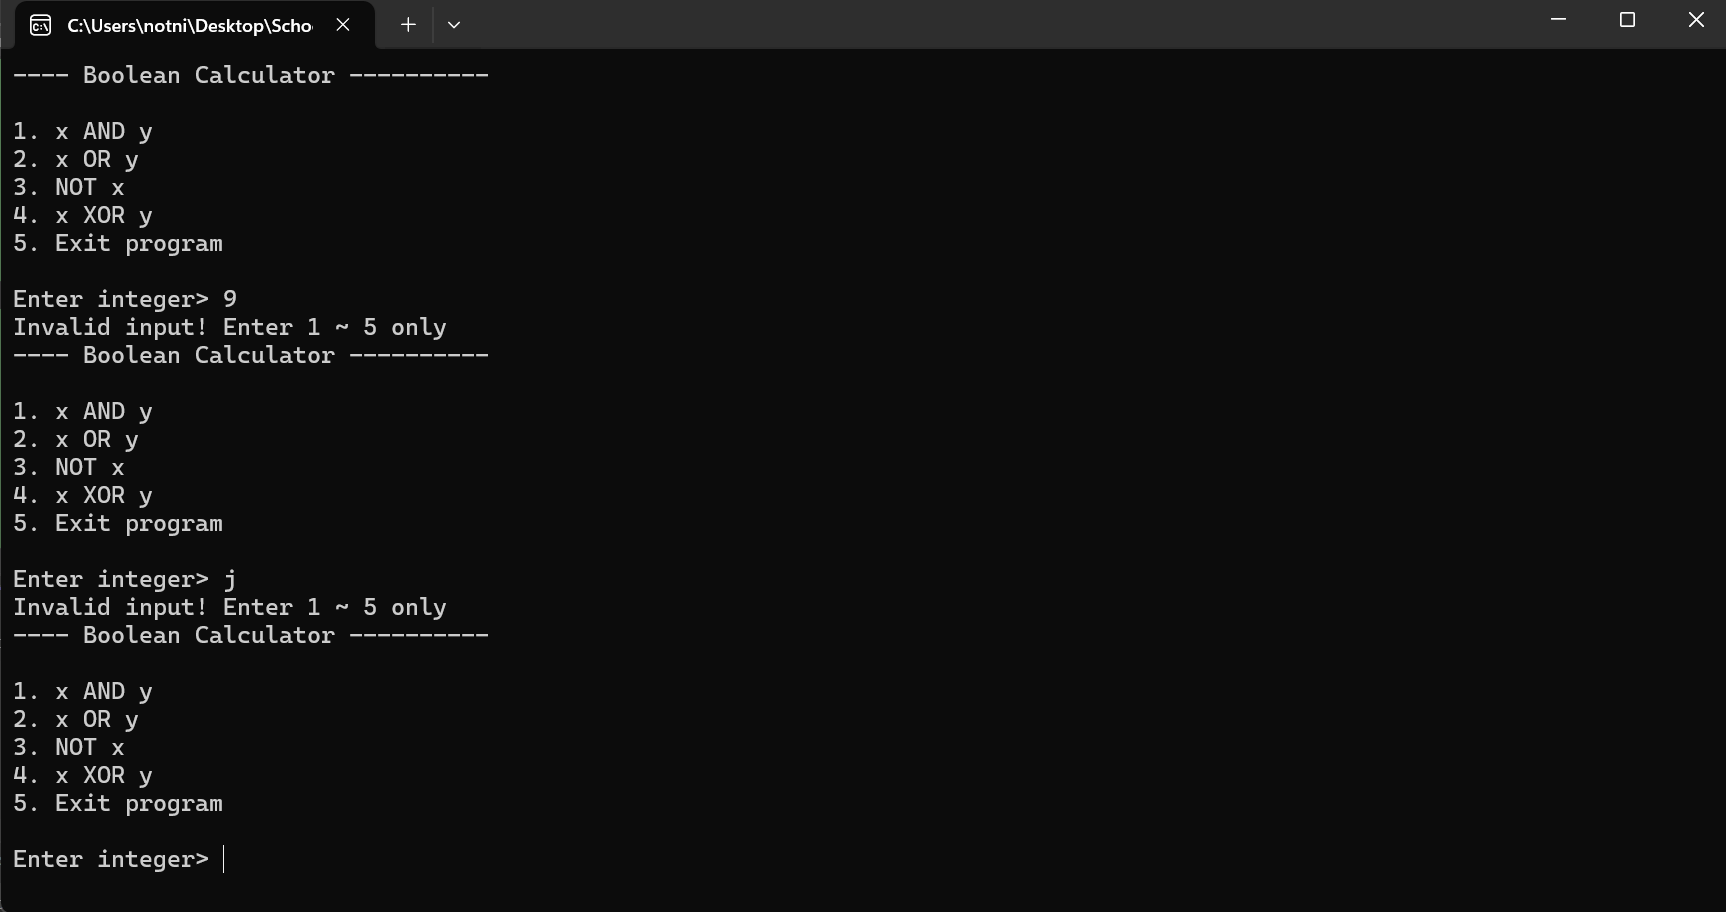 C:\Users\notni\Desktop\Scho
---- Boolean Calculator ----------
1. x AND y
2. x OR y
3. NOT x
4. x XOR y
5. Exit program
Enter integer> 9
Invalid input! Enter 1 ~ 5 only
---- Boolean Calculator ----------
1. x AND y
2. x OR y
3. NOT x
4. x XOR y
5. Exit program
Enter integer> j
Invalid input! Enter 1 ~ 5 only
---- Boolean Calculator ----------
1. x AND y
2. x OR y
3. NOT x
4. x XOR y
5. Exit program
Enter integer>